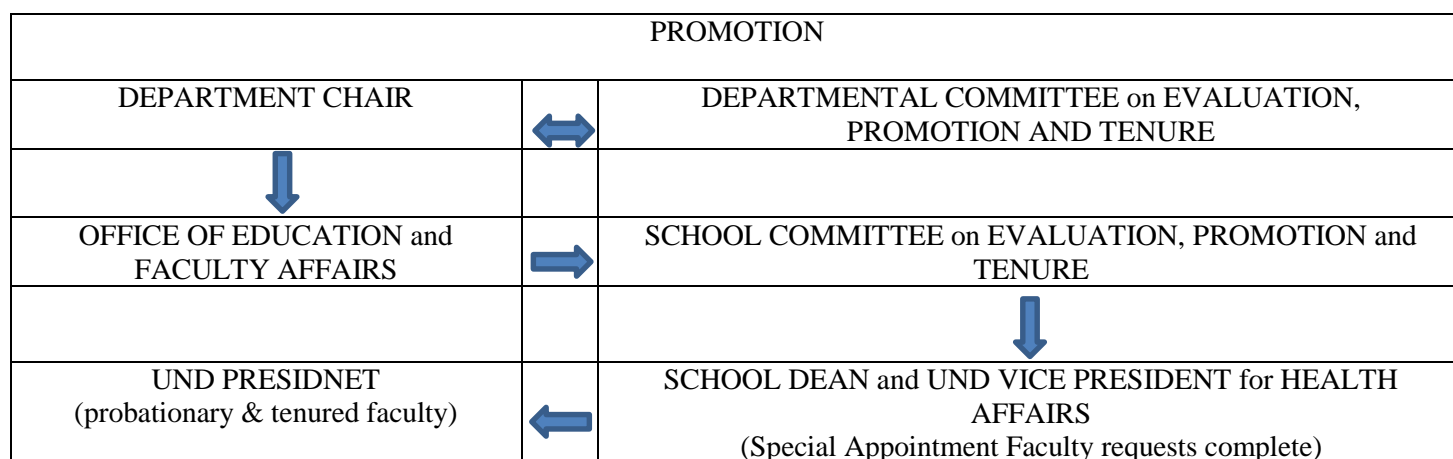 PROMOTION
DEPARTMENT CHAIR
DEPARTMENTAL COMMITTEE on EVALUATION,
PROMOTION AND TENURE
OFFICE OF EDUCATION and
FACULTY AFFAIRS
SCHOOL COMMITTEE on EVALUATION, PROMOTION and
TENURE
UND PRESIDNET
(probationary & tenured faculty)
SCHOOL DEAN and UND VICE PRESIDENT for HEALTH
AFFAIRS
(Special Appointment Faculty requests complete)